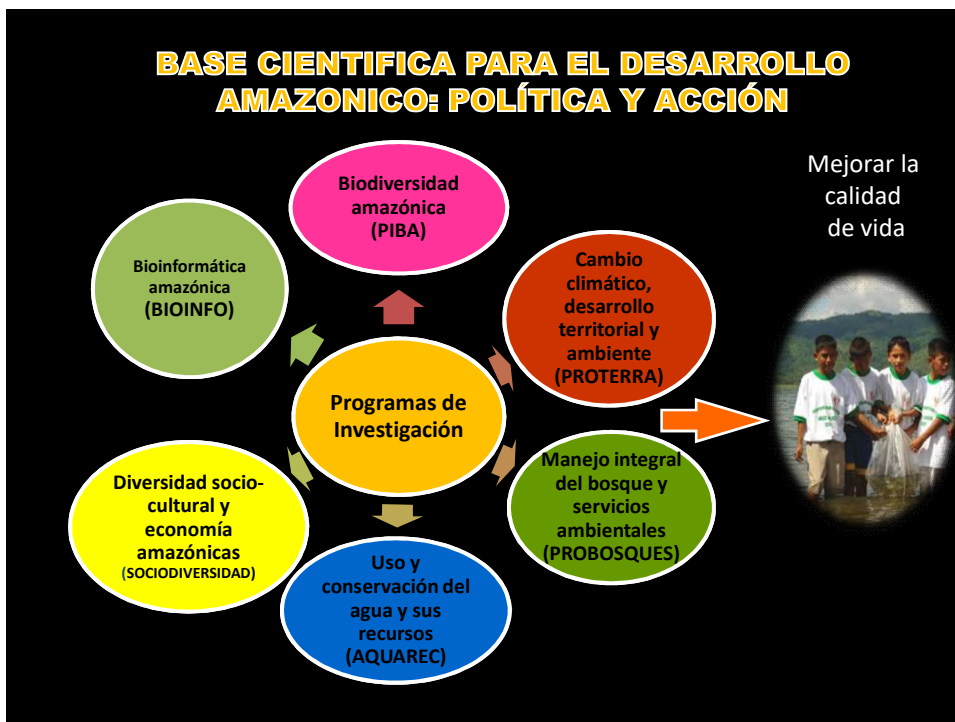 BASE CIENTIFICA PARA EL DESARROLLO
AMAZONICO: POLÍTICA Y ACCIÓN
Biodiversidad
amazónica
(PIBA)
Bioinformática
amazónica
(BIOINFO)
Cambio
climático,
desarrollo
territorial y
ambiente
(PROTERRA)
Mejorar la
calidad
de vida
Programas de
Investigación
Diversidad socio-
cultural y
economía
amazónicas
(SOCIODIVERSIDAD)
Manejo integral
del bosque y
servicios
ambientales
(PROBOSQUES)
Uso y
conservación del
agua y sus
recursos
(AQUAREC)